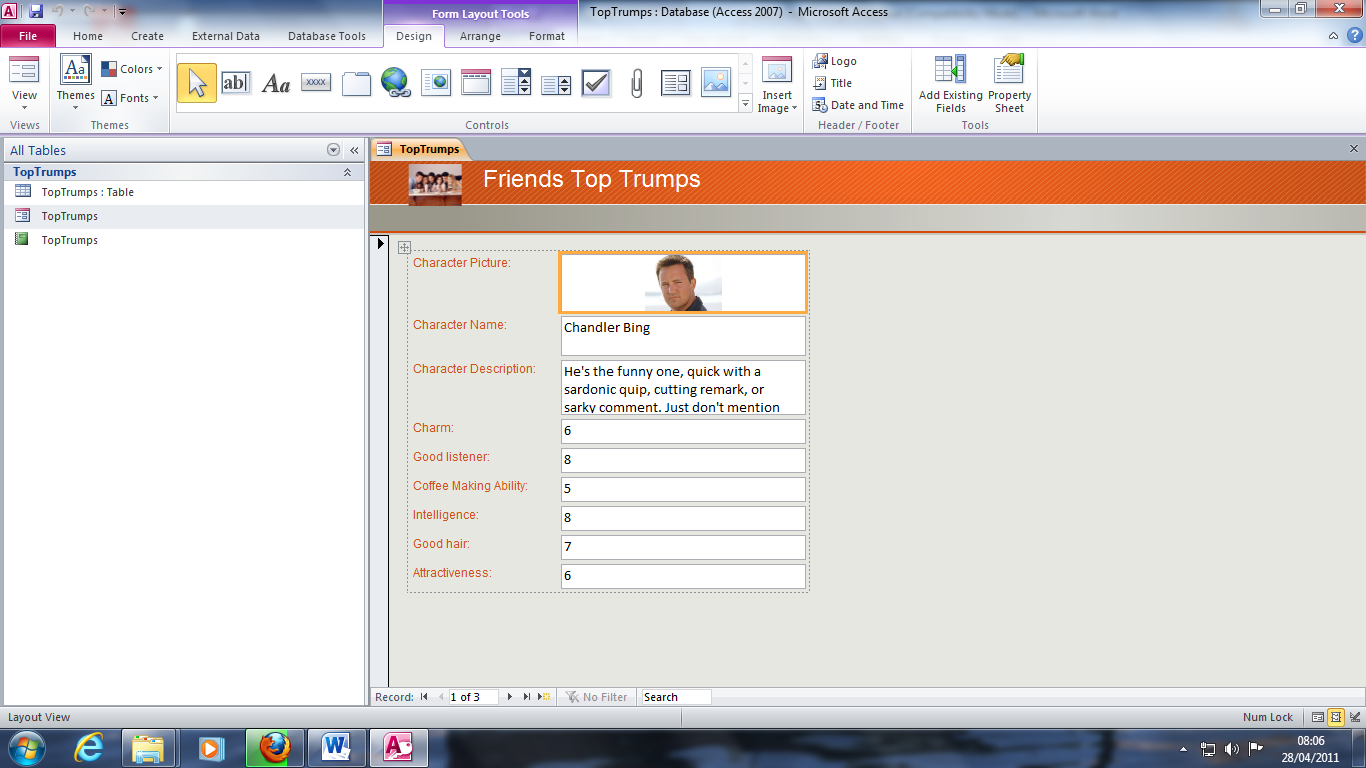 Form Layout Tools
TopTrumps : Database (Access 2007) - Microsoft Access
File Home Create External Data Database Tools Design Arrange Format
View
Views
Themes
Aa
Colors
Fonts
Themes
ab|
Aa
xxxx
Controls
Insert
Image
Logo
Title
Date and Time
Header / Footer
Add Existing
Fields
Property
Sheet
Tools
All Tables
TopTrumps
TopTrumps : Table
TopTrumps
TopTrumps
TopTrumps
Friends Top Trumps
Character Picture:
Character Name: Chandler Bing
Character Description: He's the funny one, quick with a
sardonic quip, cutting remark, or
sarky comment. Just don't mention
Charm: 6
Good listener: 8
Coffee Making Ability: 5
Intelligence: 8
Good hair: 7
Attractiveness: 6
Record: 1 of 3 No Filter Search
Layout View
Num Lock
08:06
28/04/2011